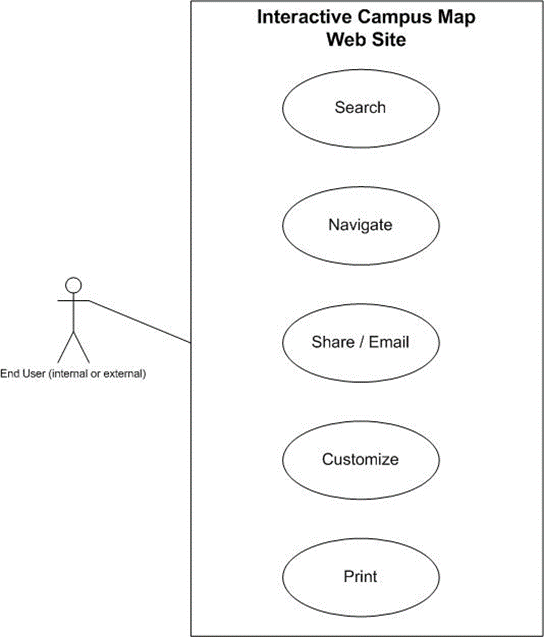 Interactive Campus Map
Web Site
Search
Navigate
Share / Email
End User (internal or external)
Customize
Print